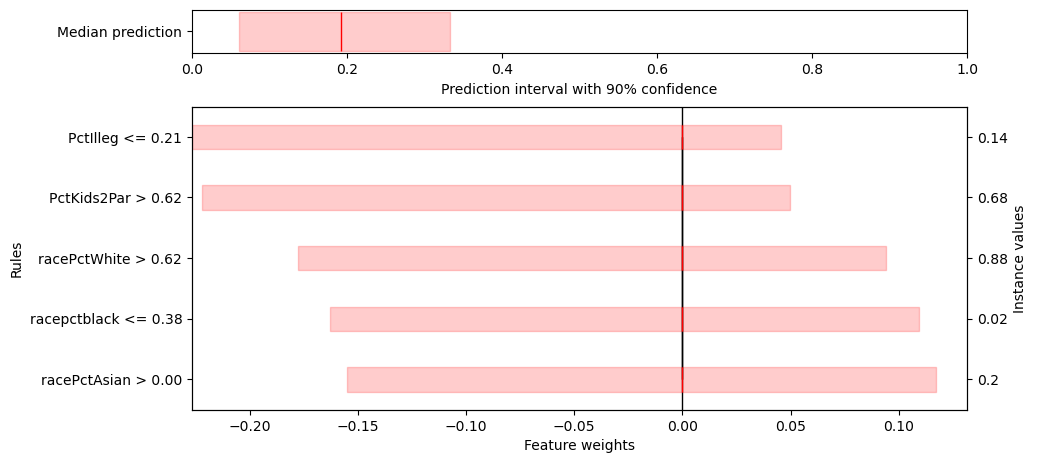 Median prediction
0.0 0.2 0.4 0.6 0.8 1.0
Prediction interval with 90% confidence
PctIlleg <= 0.21 0.14
PctKids2Par > 0.62 0.68
racePctWhite > 0.62 0.88
racepctblack <= 0.38 0.02
racePctAsian > 0.00 0.2
Rules
Instance values
−0.20 −0.15 −0.10 −0.05 0.00 0.05 0.10
Feature weights